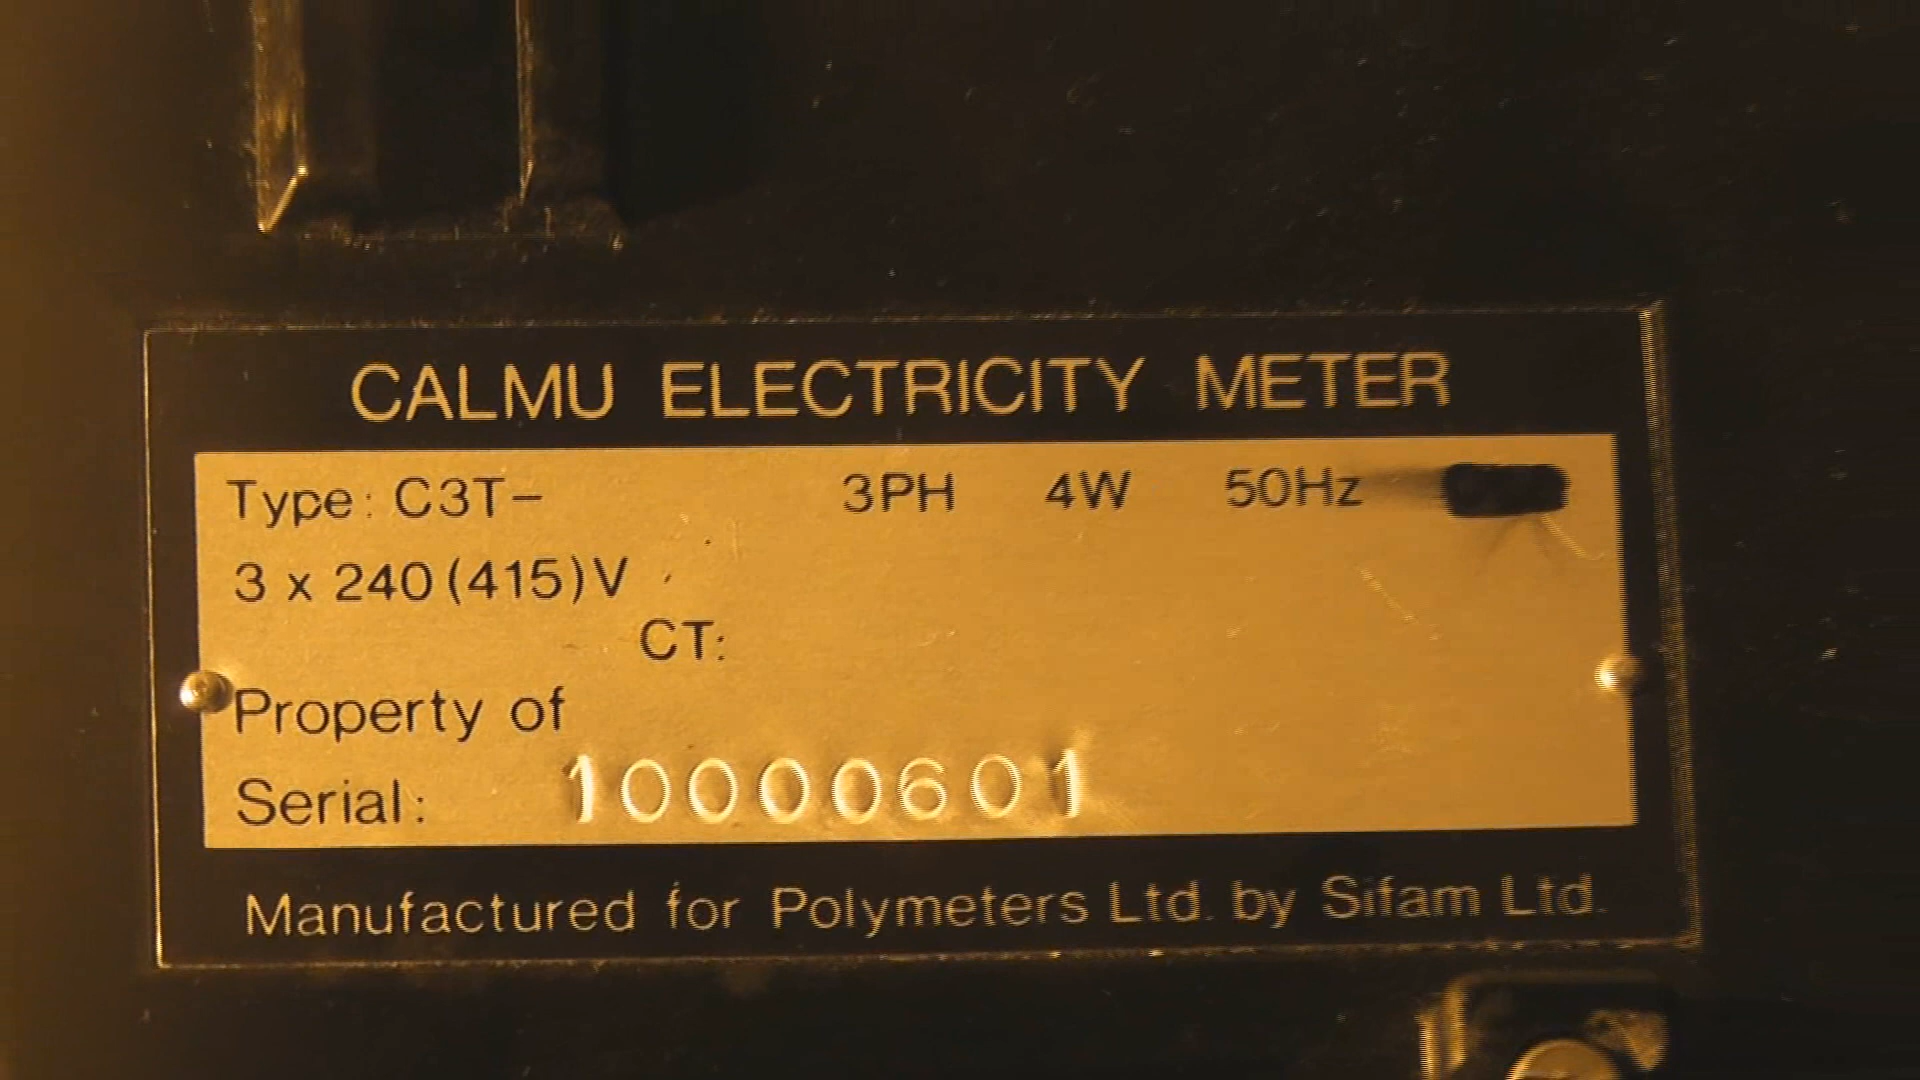 CALMU ELECTRICITY METER
Type: C3T- 3PH 4W 50Hz
3 x 240 (415) V
CT:
Property of
Serial: 10000601
Manufactured for Polymeters Ltd. by Sifam Ltd.